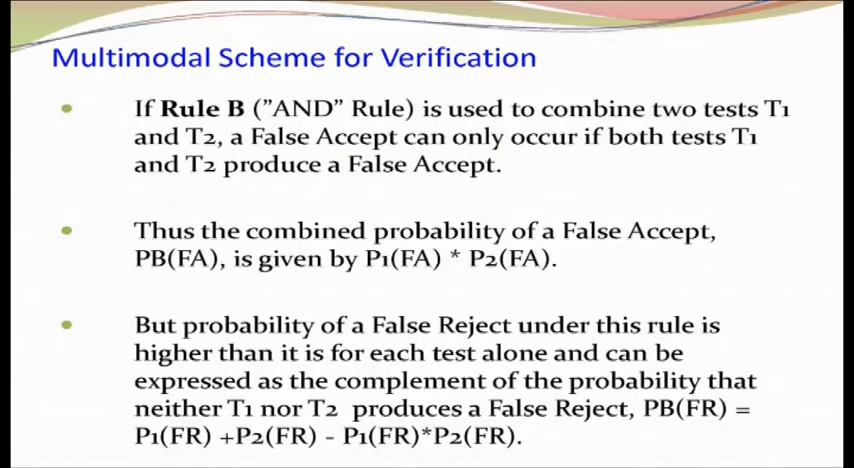 Multimodal Scheme for Verification
• If Rule B (”AND” Rule) is used to combine two tests T1
and T2, a False Accept can only occur if both tests T1
and T2 produce a False Accept.
• Thus the combined probability of a False Accept,
PB(FA), is given by P1(FA) * P2(FA).
• But probability of a False Reject under this rule is
higher than it is for each test alone and can be
expressed as the complement of the probability that
neither T1 nor T2 produces a False Reject, PB(FR) =
P1(FR) +P2(FR) - P1(FR)*P2(FR).